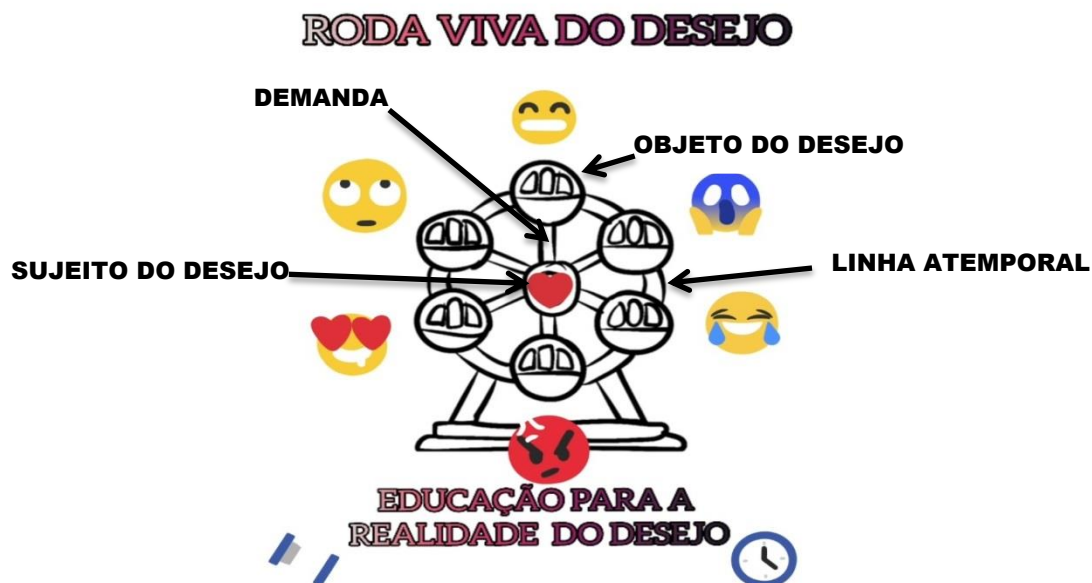 RODA VIVA DO DESEJO
DEMANDA
OBJETO DO DESEJO
SUJEITO DO DESEJO
LINHA ATEMPORAL
EDUCAÇÃO PARA A
REALIDADE DO DESEJO